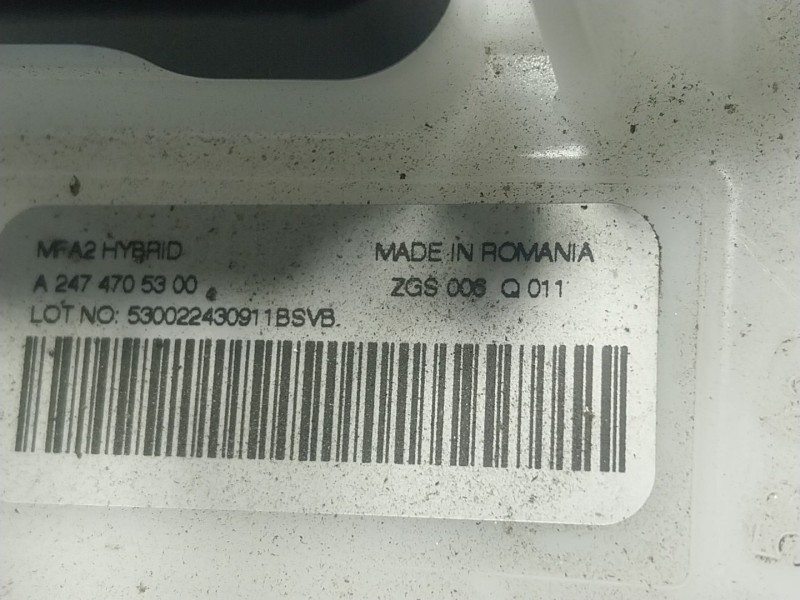 MFA2 HYBRID MADE IN ROMANIA
A 247 470 53 00 ZGS 006 Q 011
LOT NO: 530022430911BSVB.